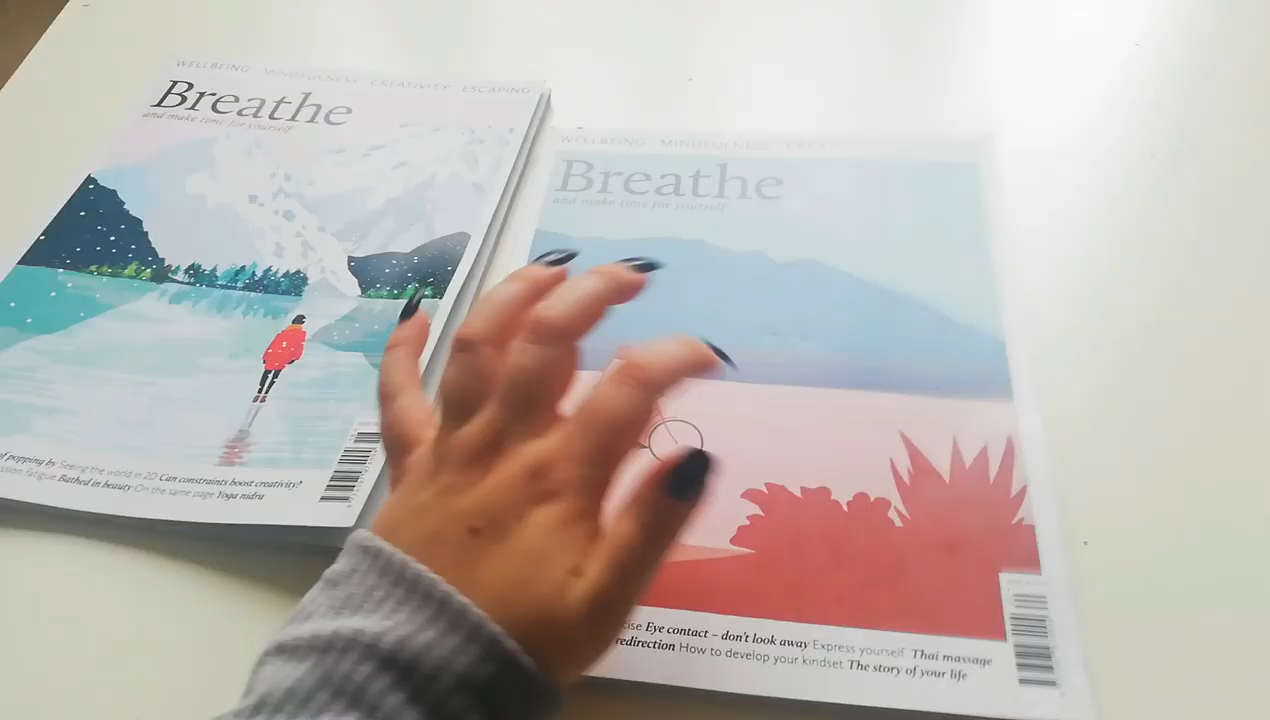 WELLBEING MINDFULNESS CREATIVITY ESCAPING
Breathe
and make time for yourself
of popping by Seeing the world in 2D Can constraints boost creativity?
fatigue Bathed in beauty On the same page Yoga nidra
WELLBEING MINDFULNESS
Breathe
and make time for yourself
Eye contact – don't look away Express yourself Thai massage
redirection How to develop your kindset The story of your life